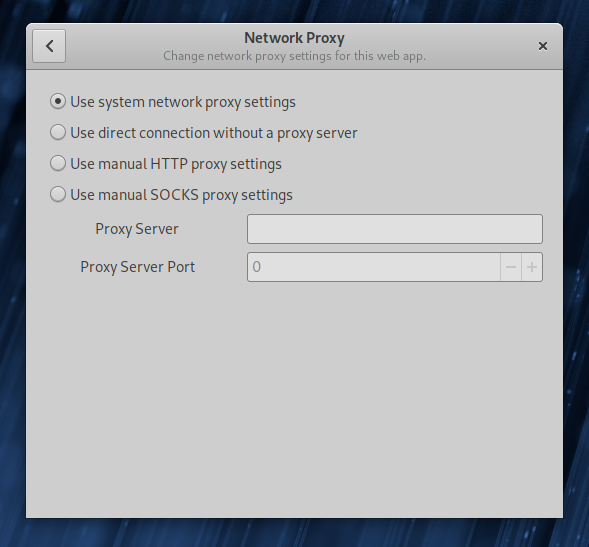 Network Proxy
Change network proxy settings for this web app.
Use system network proxy settings
Use direct connection without a proxy server
Use manual HTTP proxy settings
Use manual SOCKS proxy settings
Proxy Server
Proxy Server Port 0